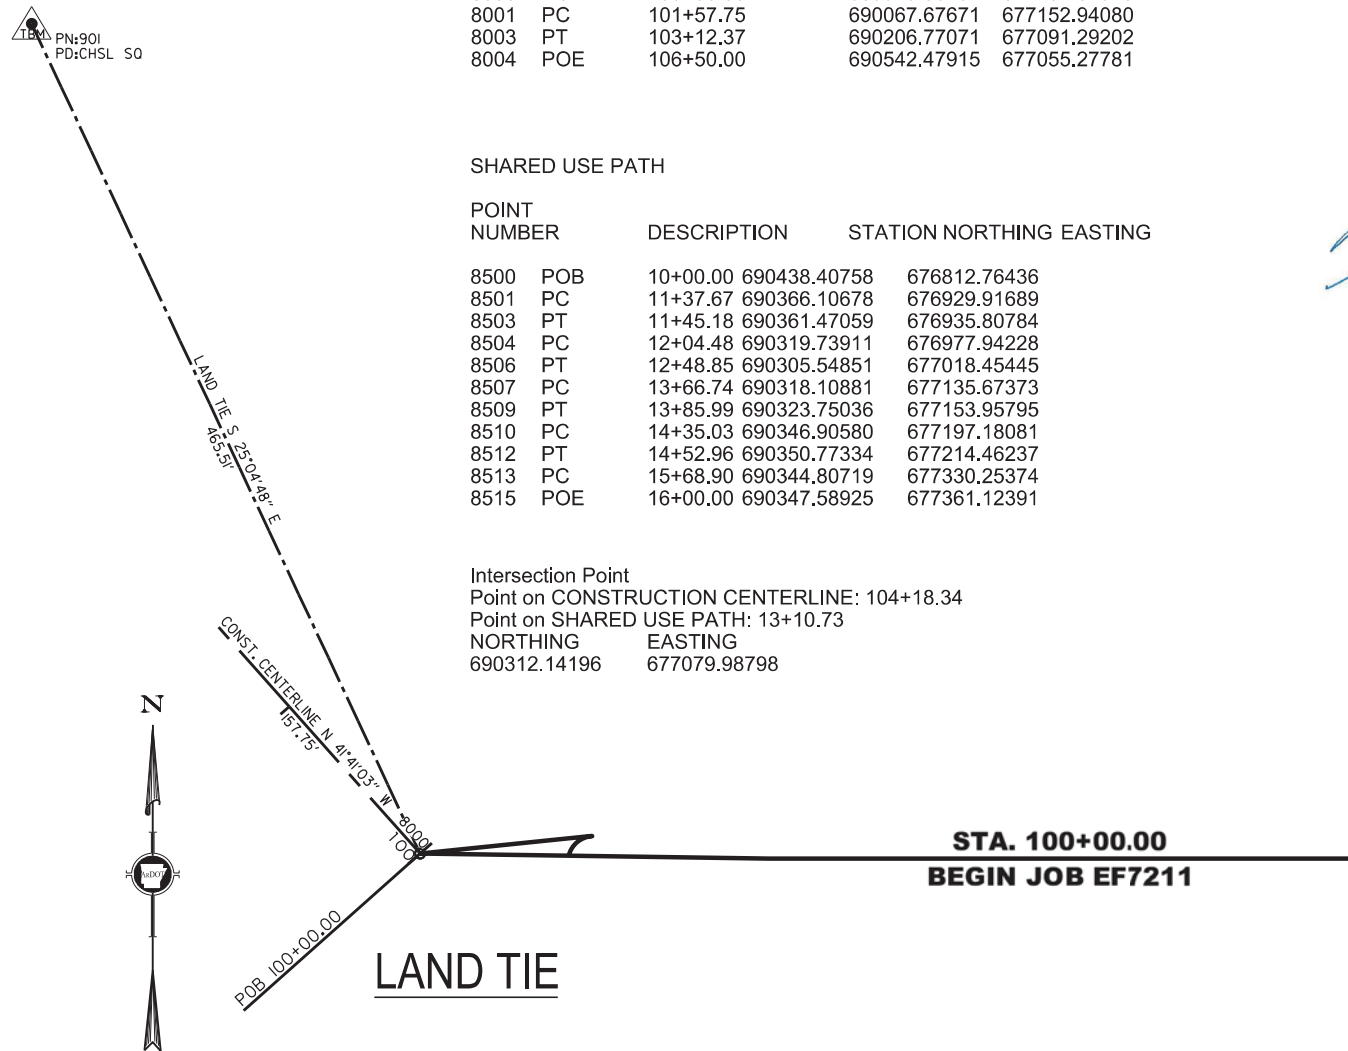 8001 PC 101+57.75 690067.67671 677152.94080
8003 PT 103+12.37 690206.77071 677091.29202
8004 POE 106+50.00 690542.47915 677055.27781
TBM
PN:901
PD:CHSL SQ
SHARED USE PATH
POINT
NUMBER DESCRIPTION STATION NORTHING EASTING
8500 POB 10+00.00 690438.40758 676812.76436
8501 PC 11+37.67 690366.10678 676929.91689
8503 PT 11+45.18 690361.47059 676935.80784
8504 PC 12+04.48 690319.73911 676977.94228
8506 PT 12+48.85 690305.54851 677018.45445
8507 PC 13+66.74 690318.10881 677135.67373
8509 PT 13+85.99 690323.75036 677153.95795
8510 PC 14+35.03 690346.90580 677197.18081
8512 PT 14+52.96 690350.77334 677214.46237
8513 PC 15+68.90 690344.80719 677330.25374
8515 POE 16+00.00 690347.58925 677361.12391
LAND TIE S 25°04'48" E
465.51'
Intersection Point
Point on CONSTRUCTION CENTERLINE: 104+18.34
Point on SHARED USE PATH: 13+10.73
NORTHING EASTING
690312.14196 677079.98798
CONST. CENTERLINE N 41°41'03" W
157.75'
8000
100
N
ARDOT
STA. 100+00.00
BEGIN JOB EF7211
POB 100+00.00
LAND TIE